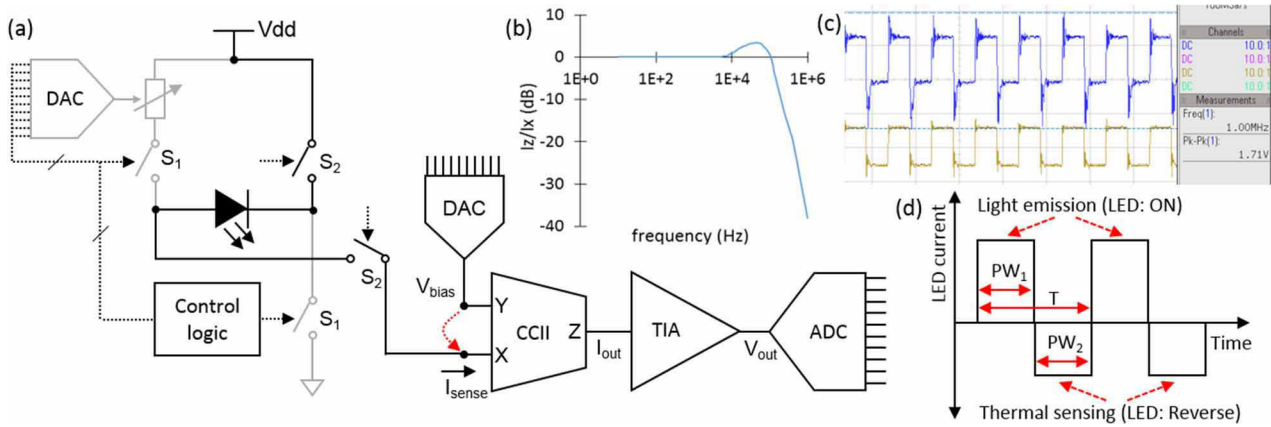 (a)
Vdd
DAC
S1
S2
Control
logic
S1
S2
DAC
Vbias
Y
X
CCII
Z
Isense
Iout
TIA
Vout
ADC
(b)
Iz/Ix (dB)
10
0
-10
-20
-30
-40
1E+0
1E+2
1E+4
1E+6
frequency (Hz)
(c)
Channels
DC 10.0:1
DC 10.0:1
DC 10.0:1
DC 10.0:1
Measurements
Freq(1):
1.00MHz
Pk-Pk(1):
1.71V
(d)
Light emission (LED: ON)
LED current
PW1
T
PW2
Time
Thermal sensing (LED: Reverse)